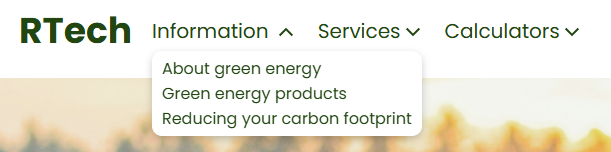 RTech Information Services Calculators
About green energy
Green energy products
Reducing your carbon footprint